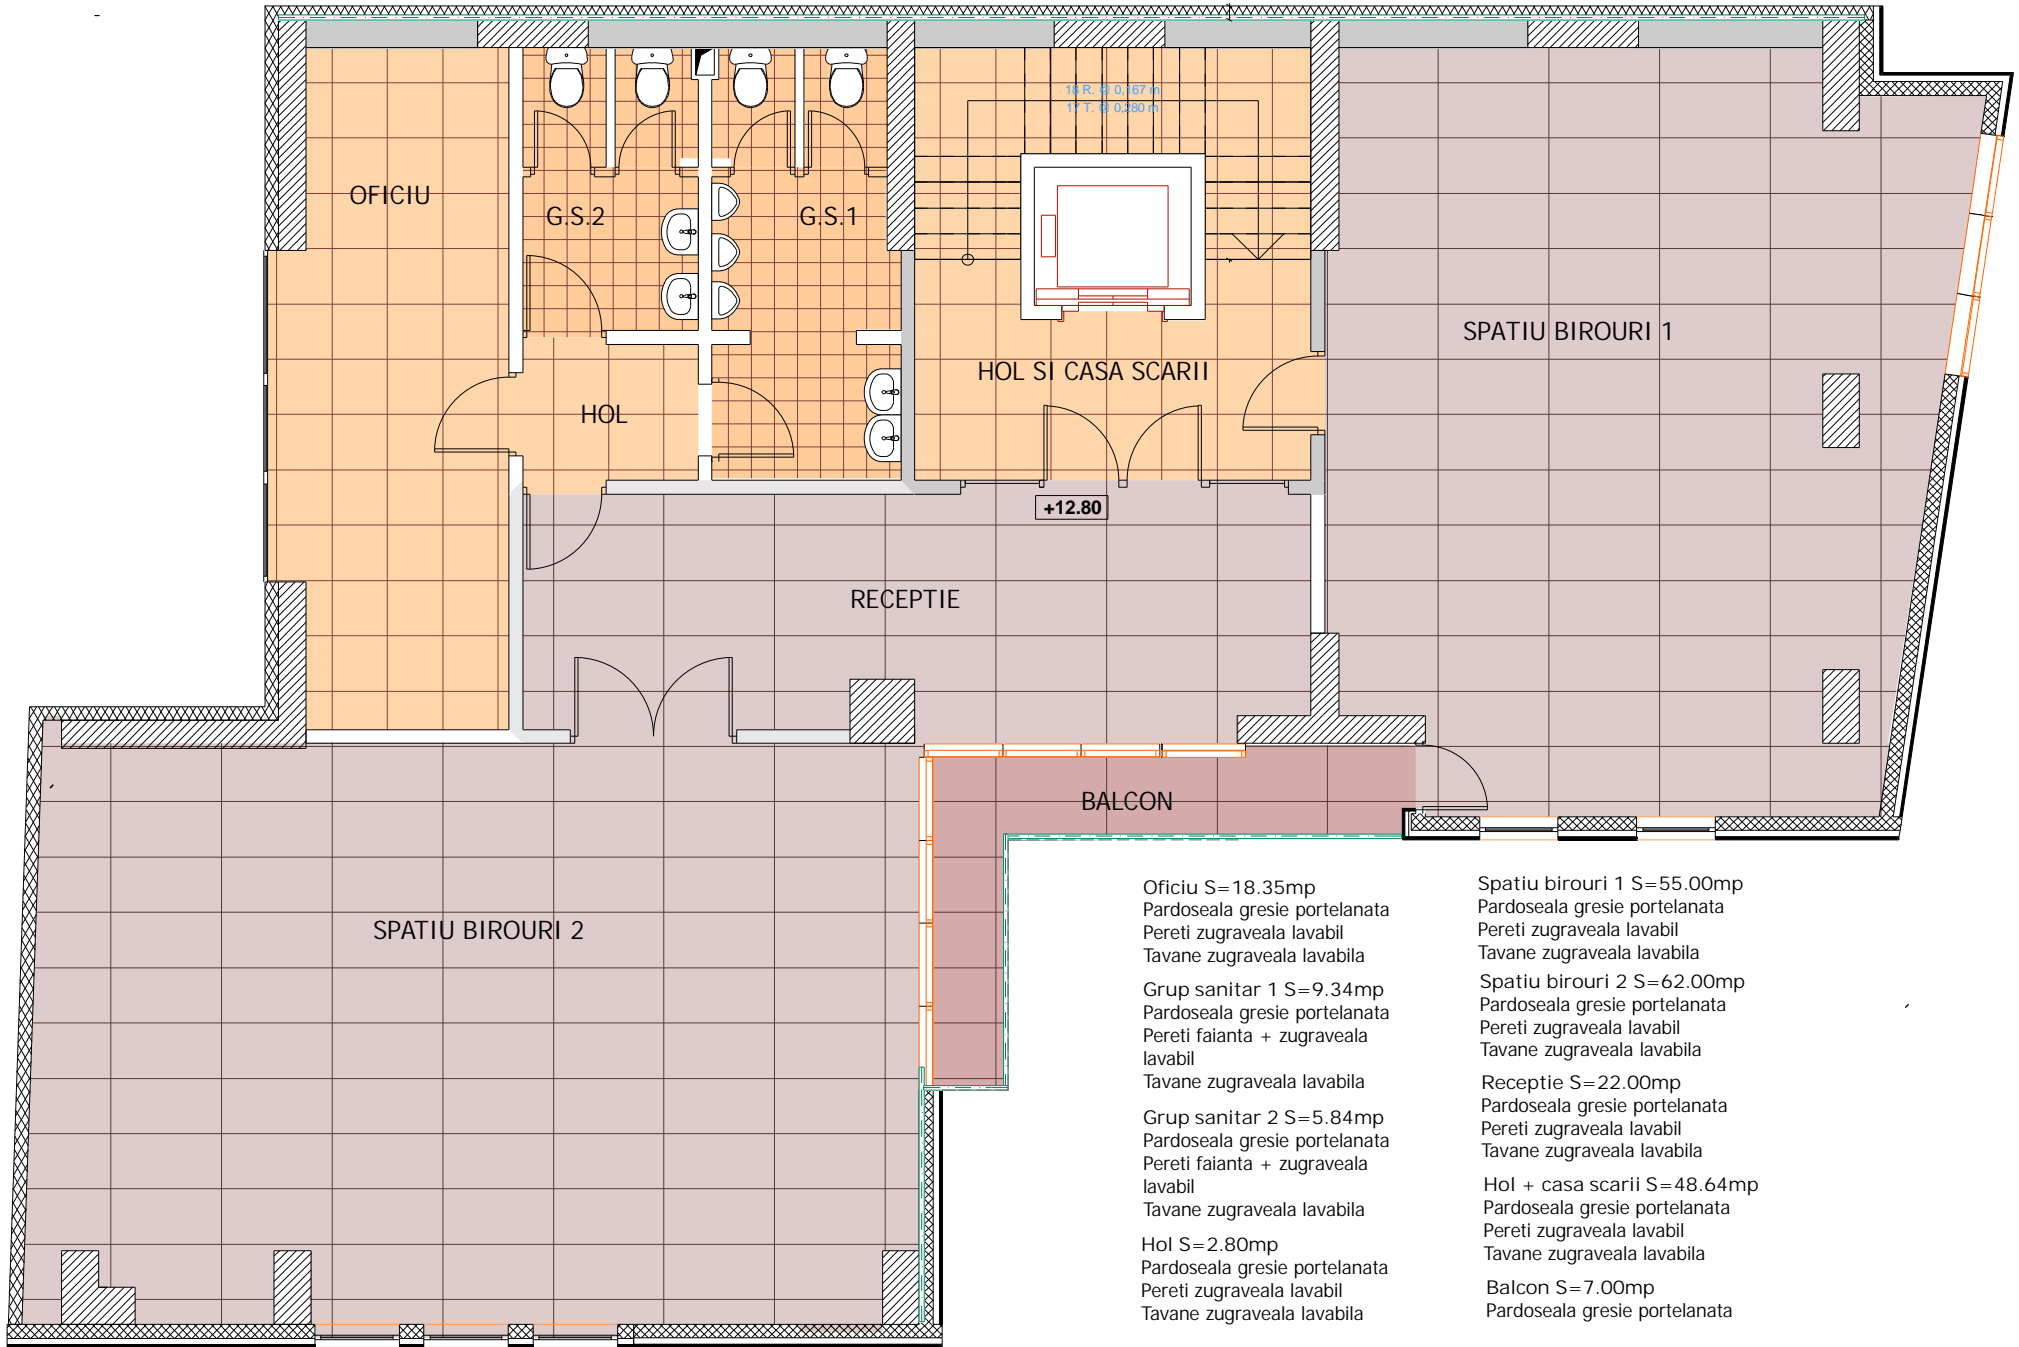 18 R. @ 0,167 m
17 T. @ 0,280 m
OFICIU
G.S.2
G.S.1
SPATIU BIROURI 1
HOL SI CASA SCARII
HOL
+12.80
RECEPTIE
BALCON
SPATIU BIROURI 2
Oficiu S=18.35mp
Pardoseala gresie portelanata
Pereti zugraveala lavabil
Tavane zugraveala lavabila
Grup sanitar 1 S=9.34mp
Pardoseala gresie portelanata
Pereti faianta + zugraveala
lavabil
Tavane zugraveala lavabila
Grup sanitar 2 S=5.84mp
Pardoseala gresie portelanata
Pereti faianta + zugraveala
lavabil
Tavane zugraveala lavabila
Hol S=2.80mp
Pardoseala gresie portelanata
Pereti zugraveala lavabil
Tavane zugraveala lavabila
Spatiu birouri 1 S=55.00mp
Pardoseala gresie portelanata
Pereti zugraveala lavabil
Tavane zugraveala lavabila
Spatiu birouri 2 S=62.00mp
Pardoseala gresie portelanata
Pereti zugraveala lavabil
Tavane zugraveala lavabila
Receptie S=22.00mp
Pardoseala gresie portelanata
Pereti zugraveala lavabil
Tavane zugraveala lavabila
Hol + casa scarii S=48.64mp
Pardoseala gresie portelanata
Pereti zugraveala lavabil
Tavane zugraveala lavabila
Balcon S=7.00mp
Pardoseala gresie portelanata